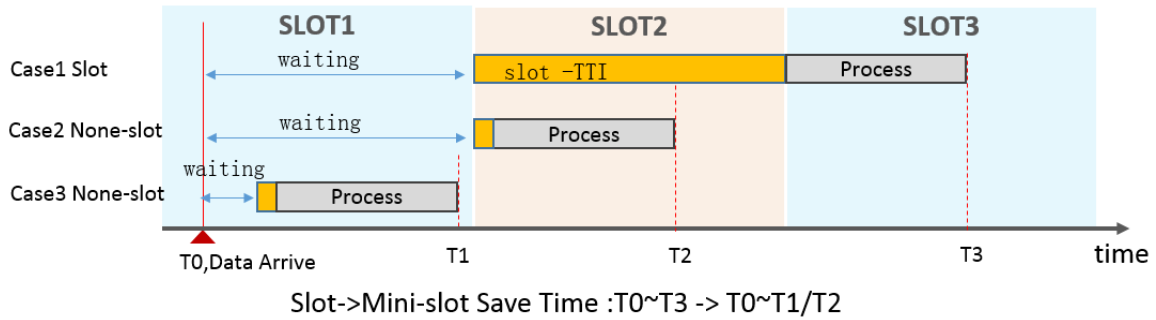 SLOT1 SLOT2 SLOT3
Case1 Slot waiting slot -TTI Process
Case2 None-slot waiting Process
waiting
Case3 None-slot Process
T0,Data Arrive T1 T2 T3 time
Slot->Mini-slot Save Time :T0~T3 -> T0~T1/T2